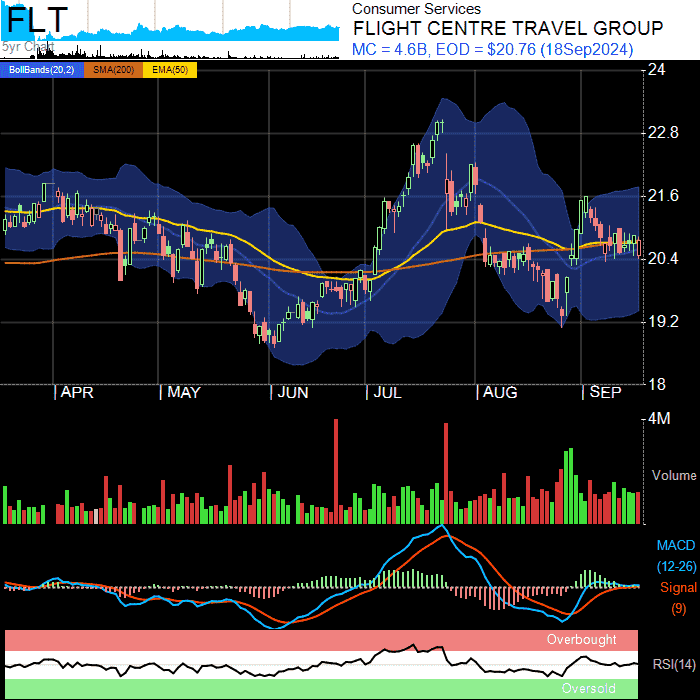 FLT
5yr Chart
Consumer Services
FLIGHT CENTRE TRAVEL GROUP
MC = 4.6B, EOD = $20.76 (18Sep2024)
BollBands(20,2) SMA(200) EMA(50)
24
22.8
21.6
20.4
19.2
18
APR MAY JUN JUL AUG SEP
4M
Volume
MACD
(12-26)
Signal
(9)
Overbought
RSI(14)
Oversold